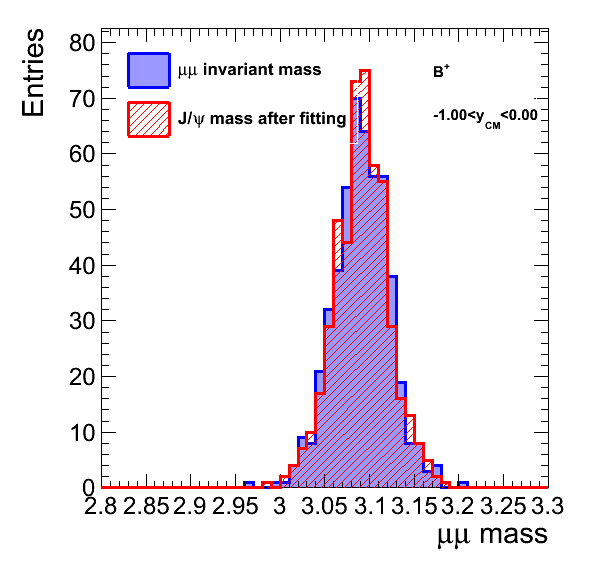 Entries
80
70
60
50
40
30
20
10
0
μμ invariant mass
J/ψ mass after fitting
B+
-1.00<yCM<0.00
2.8 2.85 2.9 2.95 3 3.05 3.1 3.15 3.2 3.25 3.3
μμ mass